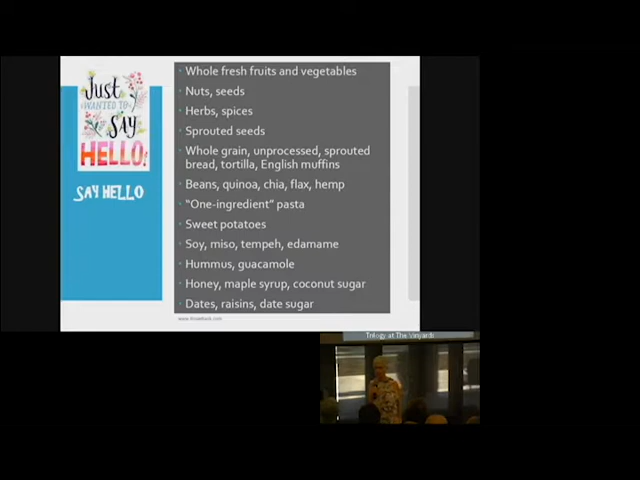 Just
WANTED TO
SAY
HELLO!
SAY HELLO
Whole fresh fruits and vegetables
Nuts, seeds
Herbs, spices
Sprouted seeds
Whole grain, unprocessed, sprouted
bread, tortilla, English muffins
Beans, quinoa, chia, flax, hemp
“One-ingredient” pasta
Sweet potatoes
Soy, miso, tempeh, edamame
Hummus, guacamole
Honey, maple syrup, coconut sugar
Dates, raisins, date sugar
Trilogy at The Vineyards